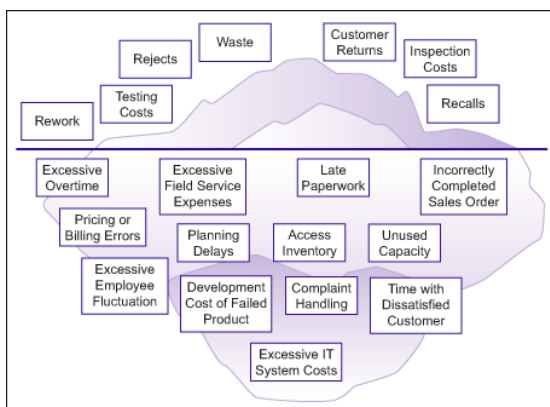 Waste
Customer
Returns
Rejects
Inspection
Costs
Testing
Costs
Recalls
Rework
Excessive
Overtime
Excessive
Field Service
Expenses
Late
Paperwork
Incorrectly
Completed
Sales Order
Pricing or
Billing Errors
Planning
Delays
Access
Inventory
Unused
Capacity
Excessive
Employee
Fluctuation
Development
Cost of Failed
Product
Complaint
Handling
Time with
Dissatisfied
Customer
Excessive IT
System Costs